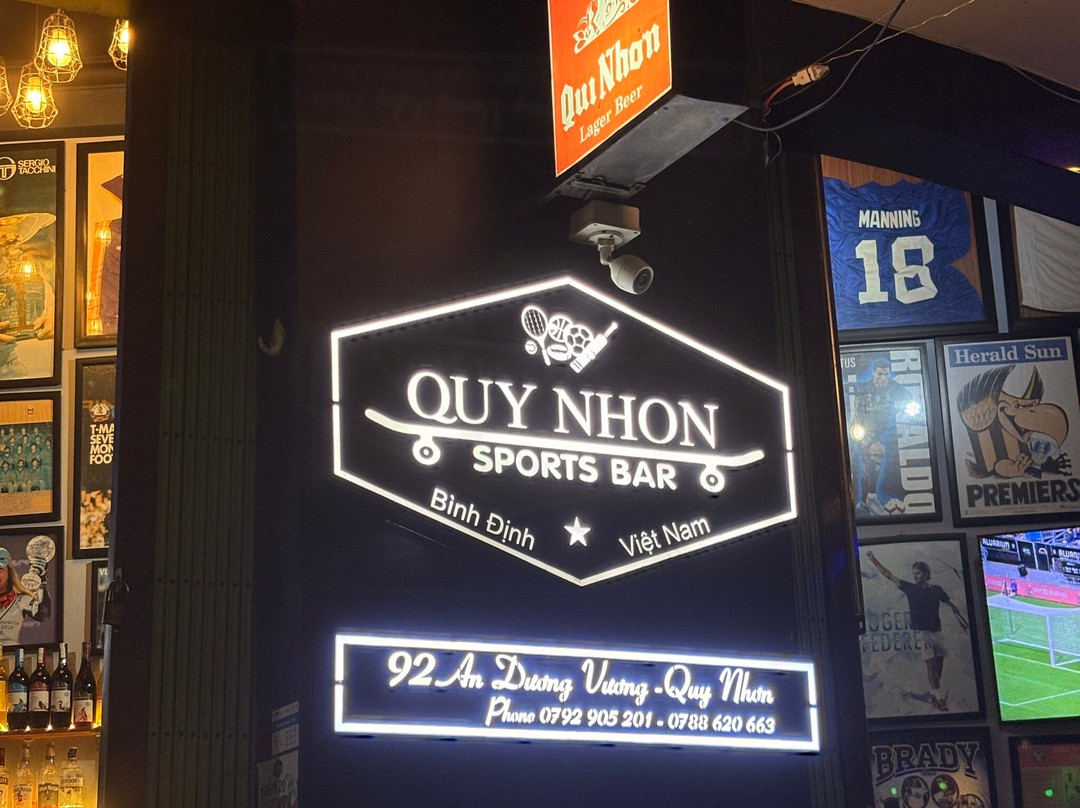 Qui Nhon
Lager Beer
SERGIO
TACCHINI
MANNING
18
QUY NHON
SPORTS BAR
Bình Định
Việt Nam
92 An Dương Vương - Quy Nhơn
Phone 0792 905 201 - 0788 620 663
RONALDO
Herald Sun
PREMIERS
ROGER
FEDERER
BRADY